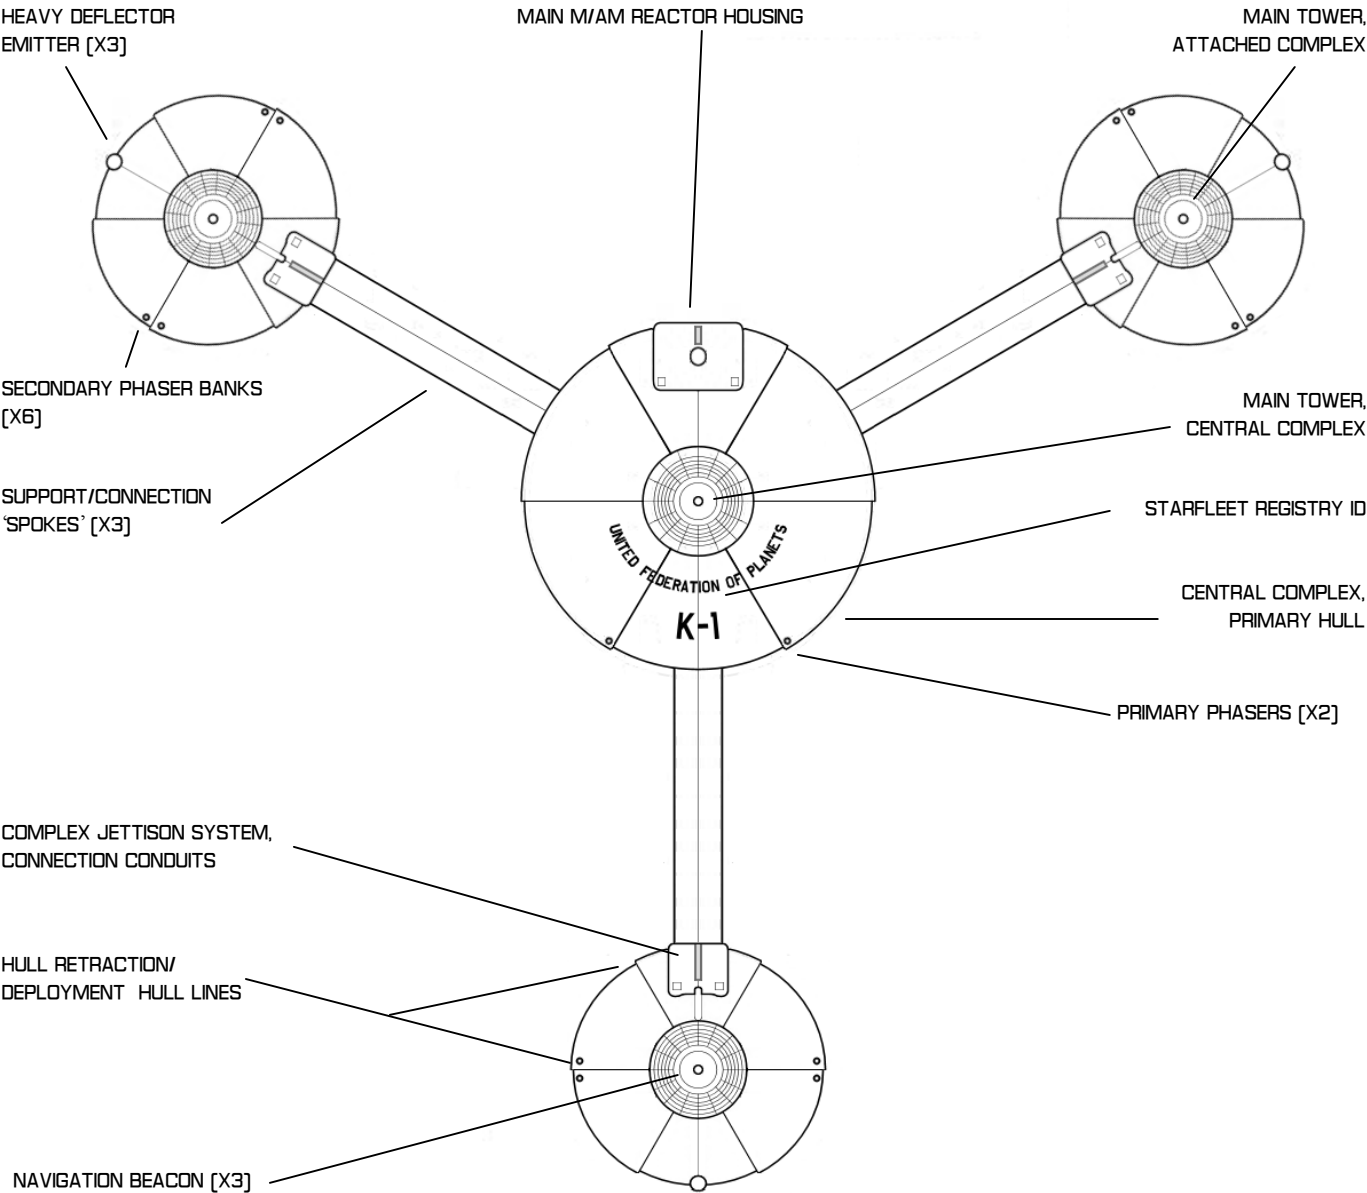 HEAVY DEFLECTOR
EMITTER (X3)
MAIN M/AM REACTOR HOUSING
MAIN TOWER,
ATTACHED COMPLEX
SECONDARY PHASER BANKS
(X6)
MAIN TOWER,
CENTRAL COMPLEX
SUPPORT/CONNECTION
'SPOKES' (X3)
STARFLEET REGISTRY ID
UNITED FEDERATION OF PLANETS
K-1
CENTRAL COMPLEX,
PRIMARY HULL
PRIMARY PHASERS (X2)
COMPLEX JETTISON SYSTEM,
CONNECTION CONDUITS
HULL RETRACTION/
DEPLOYMENT HULL LINES
NAVIGATION BEACON (X3)